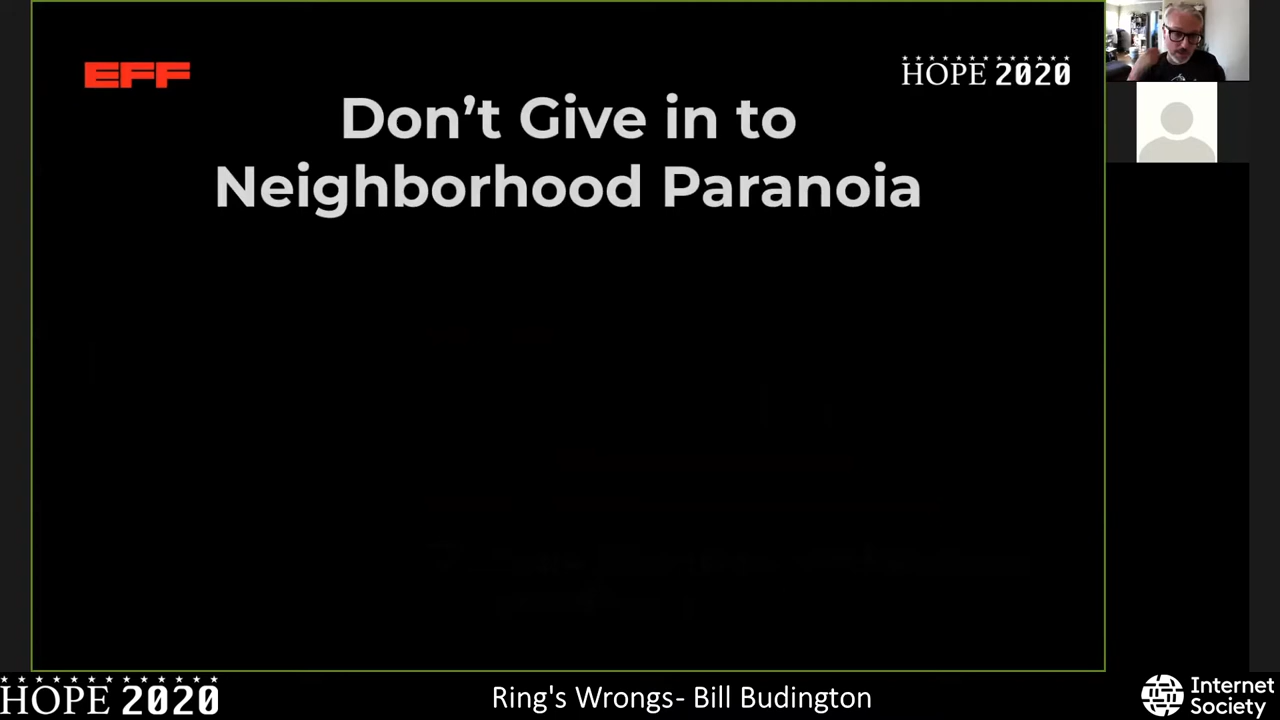 EFF
HOPE 2020
Don’t Give in to
Neighborhood Paranoia
HOPE 2020
Ring's Wrongs- Bill Budington
Internet
Society